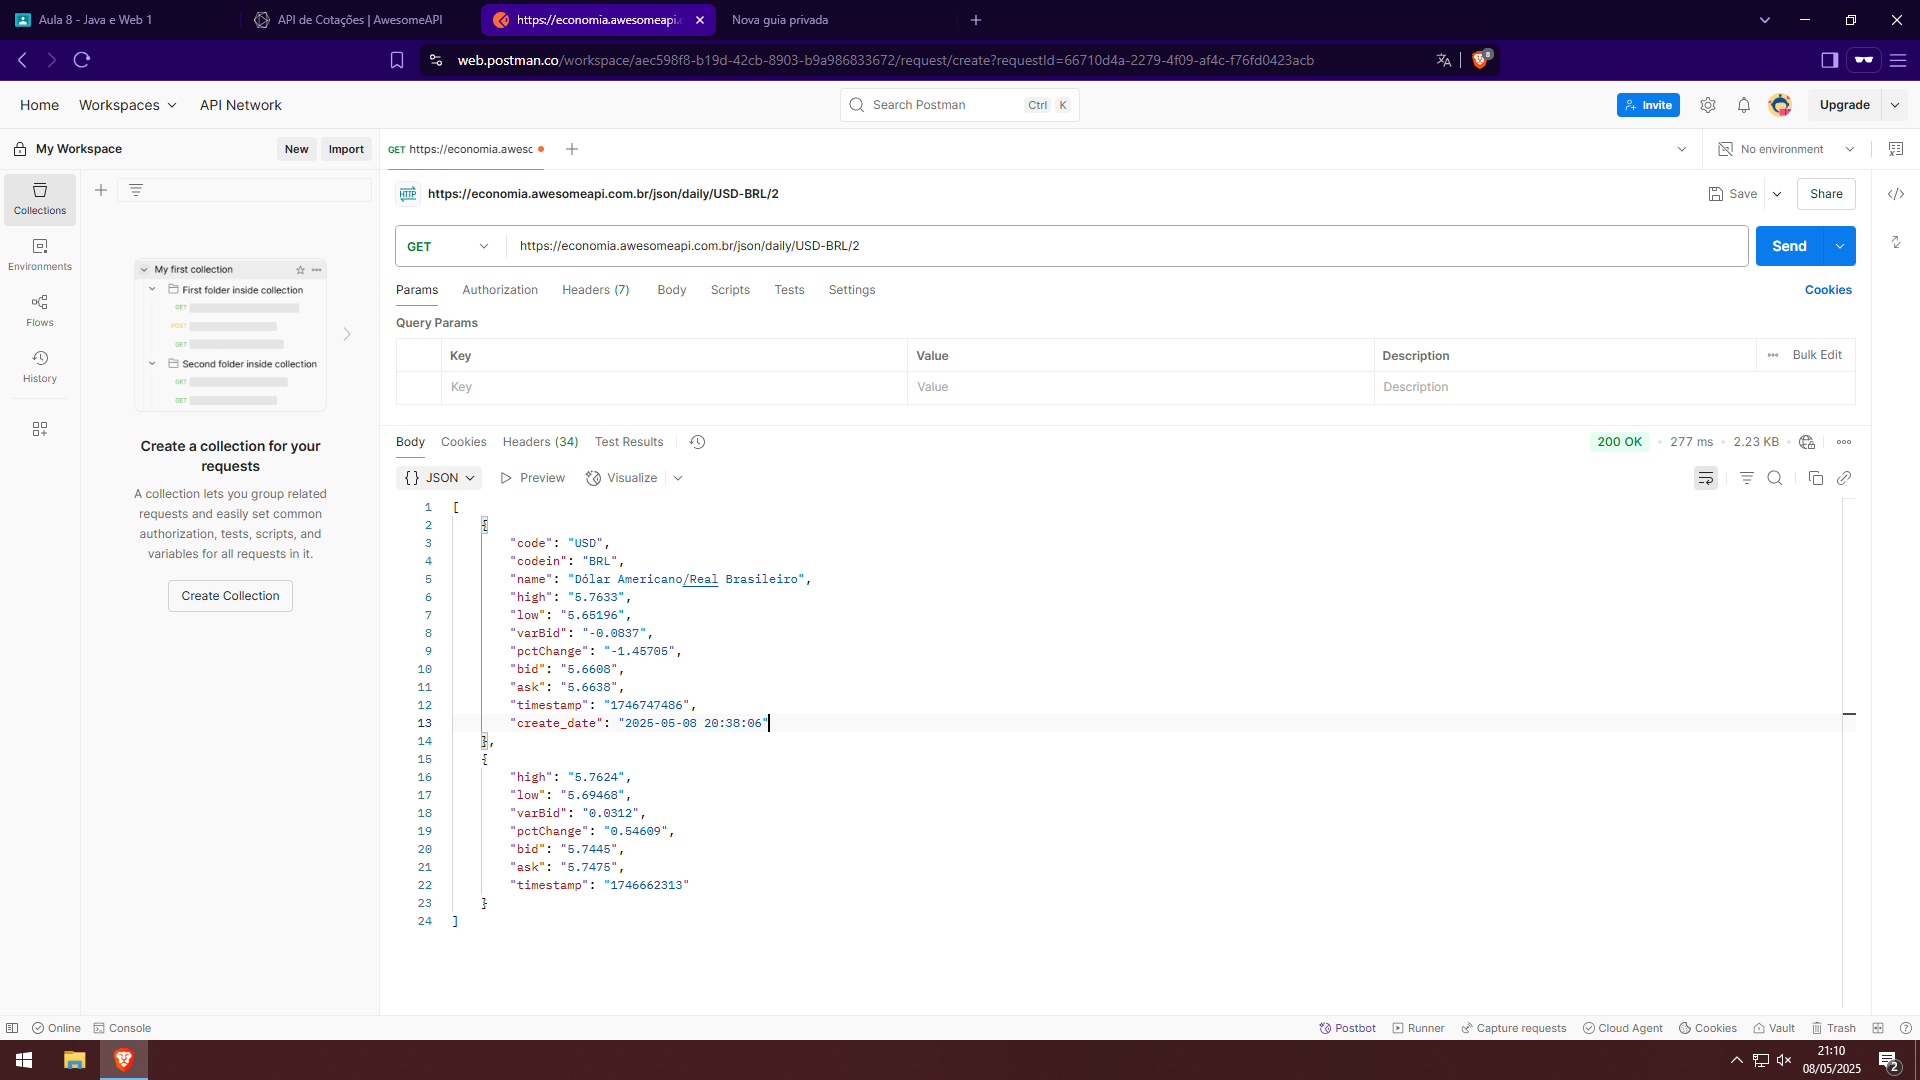 Aula 8 - Java e Web 1
API de Cotações | AwesomeAPI
https://economia.awesomeapi.c
Nova guia privada
web.postman.co/workspace/aec598f8-b19d-42cb-8903-b9a986833672/request/create?requestId=66710d4a-2279-4f09-af4c-f76fd0423acb
8
Home
Workspaces
API Network
Search Postman
Ctrl
K
Invite
Upgrade
My Workspace
New
Import
GET https://economia.awesc
No environment
Collections
Environments
Flows
History
My first collection
First folder inside collection
GET
POST
GET
Second folder inside collection
GET
GET
Create a collection for your
requests
A collection lets you group related
requests and easily set common
authorization, tests, scripts, and
variables for all requests in it.
Create Collection
HTTP
https://economia.awesomeapi.com.br/json/daily/USD-BRL/2
Save
Share
GET
https://economia.awesomeapi.com.br/json/daily/USD-BRL/2
Send
Params
Authorization
Headers (7)
Body
Scripts
Tests
Settings
Cookies
Query Params
Key
Value
Description
Bulk Edit
Key
Value
Description
Body
Cookies
Headers (34)
Test Results
200 OK
277 ms
2.23 KB
{} JSON
Preview
Visualize
1 [
2 {
3 "code": "USD",
4 "codein": "BRL",
5 "name": "Dólar Americano/Real Brasileiro",
6 "high": "5.7633",
7 "low": "5.65196",
8 "varBid": "-0.0837",
9 "pctChange": "-1.45705",
10 "bid": "5.6608",
11 "ask": "5.6638",
12 "timestamp": "1746747486",
13 "create_date": "2025-05-08 20:38:06"
14 },
15 {
16 "high": "5.7624",
17 "low": "5.69468",
18 "varBid": "0.0312",
19 "pctChange": "0.54609",
20 "bid": "5.7445",
21 "ask": "5.7475",
22 "timestamp": "1746662313"
23 }
24 ]
Online
Console
Postbot
Runner
Capture requests
Cloud Agent
Cookies
Vault
Trash
21:10
08/05/2025
2